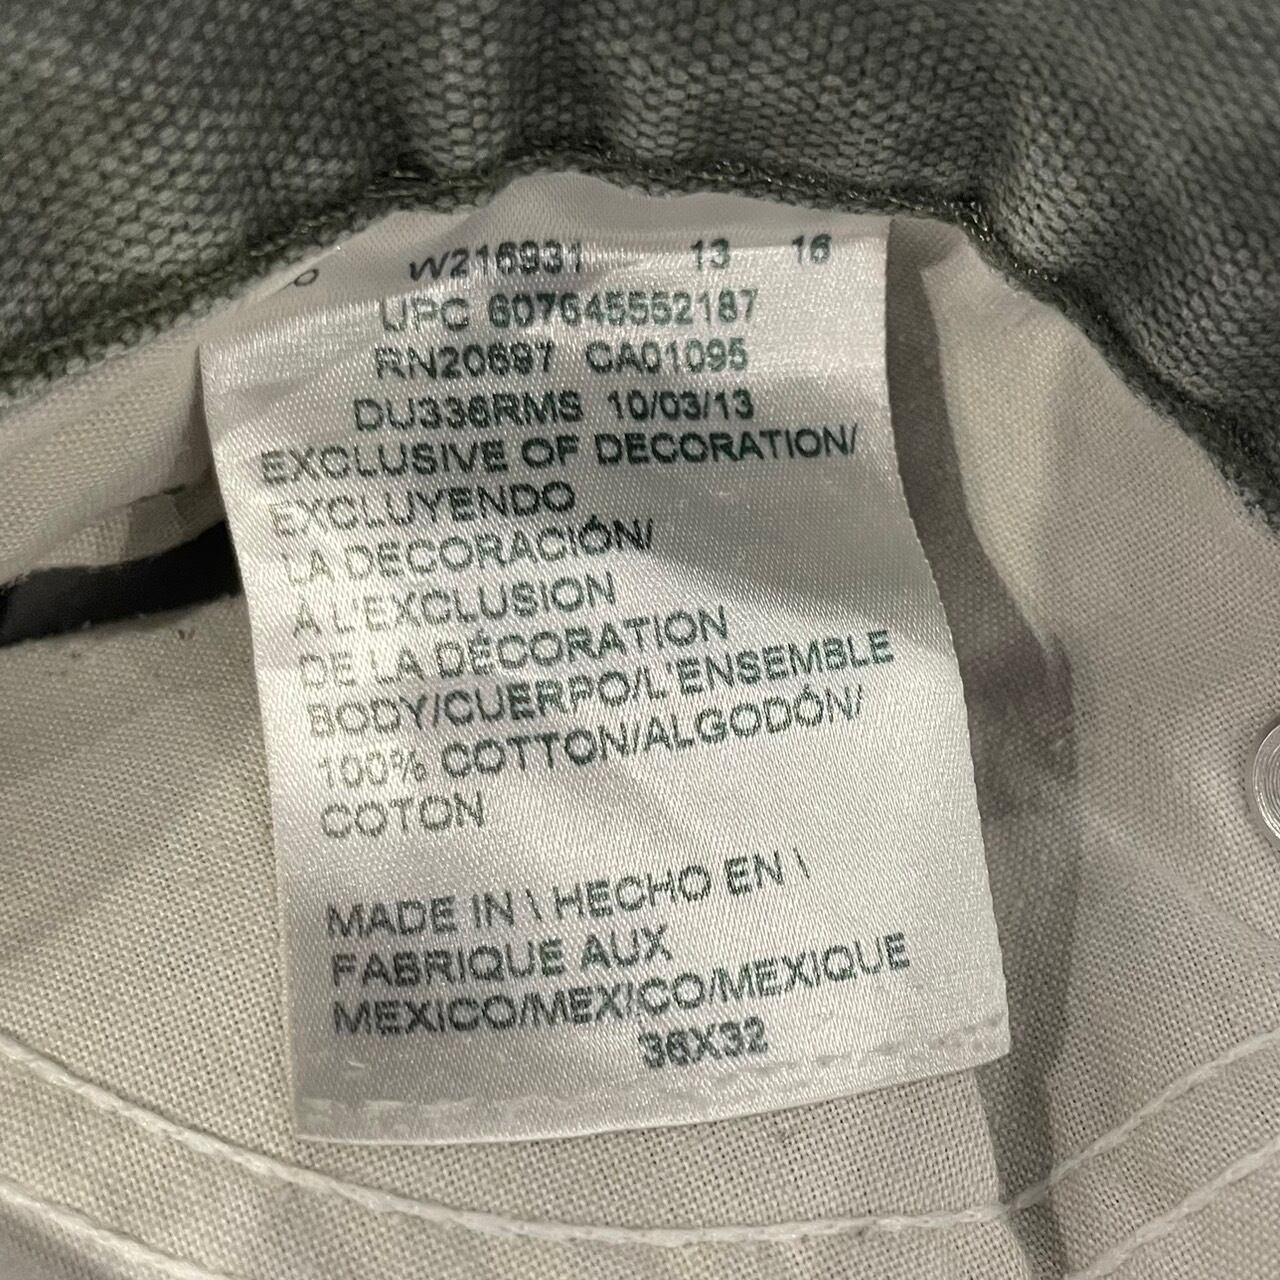 W216931 13 16
UPC 607645552187
RN20697 CA01095
DU336RMS 10/03/13
EXCLUSIVE OF DECORATION/
EXCLUYENDO
LA DECORACIÓN/
À L'EXCLUSION
DE LA DÉCORATION
BODY/CUERPO/L'ENSEMBLE
100% COTTON/ALGODÓN/
COTON
MADE IN \ HECHO EN \
FABRIQUE AUX
MEXICO/MEXICO/MEXIQUE
36X32